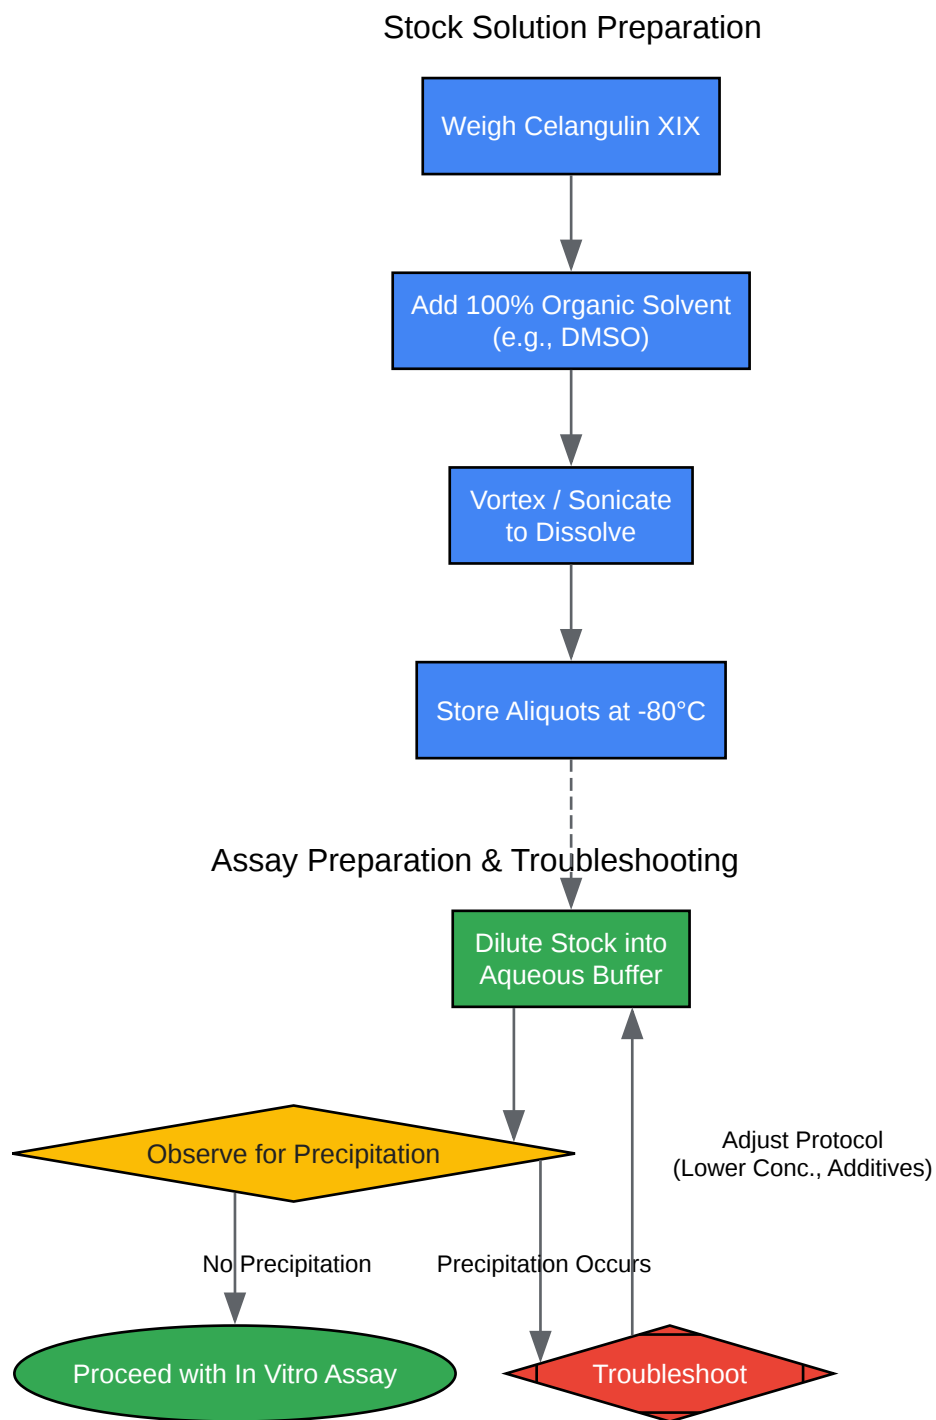 Stock Solution Preparation
Weigh Celangulin XIX
Add 100% Organic Solvent
(e.g., DMSO)
Vortex / Sonicate
to Dissolve
Store Aliquots at -80°C
Assay Preparation & Troubleshooting
Dilute Stock into
Aqueous Buffer
Observe for Precipitation
Adjust Protocol
(Lower Conc., Additives)
No Precipitation
Precipitation Occurs
Proceed with In Vitro Assay
Troubleshoot